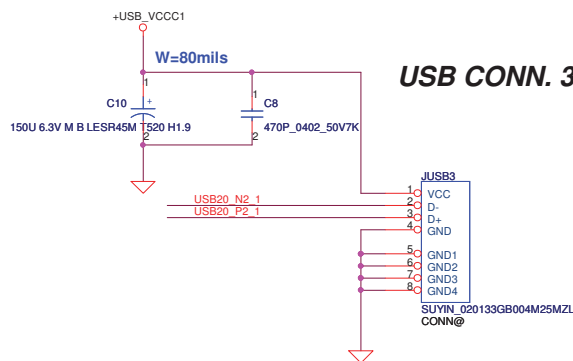 +USB_VCCC1
W=80mils
USB CONN. 3
1
C10
+
150U 6.3V M B LESR45M T520 H1.9
2
1
C8
470P_0402_50V7K
2
JUSB3
1 VCC
USB20_N2_1 2 D-
USB20_P2_1 3 D+
4 GND
5 GND1
6 GND2
7 GND3
8 GND4
SUYIN_020133GB004M25MZL
CONN@